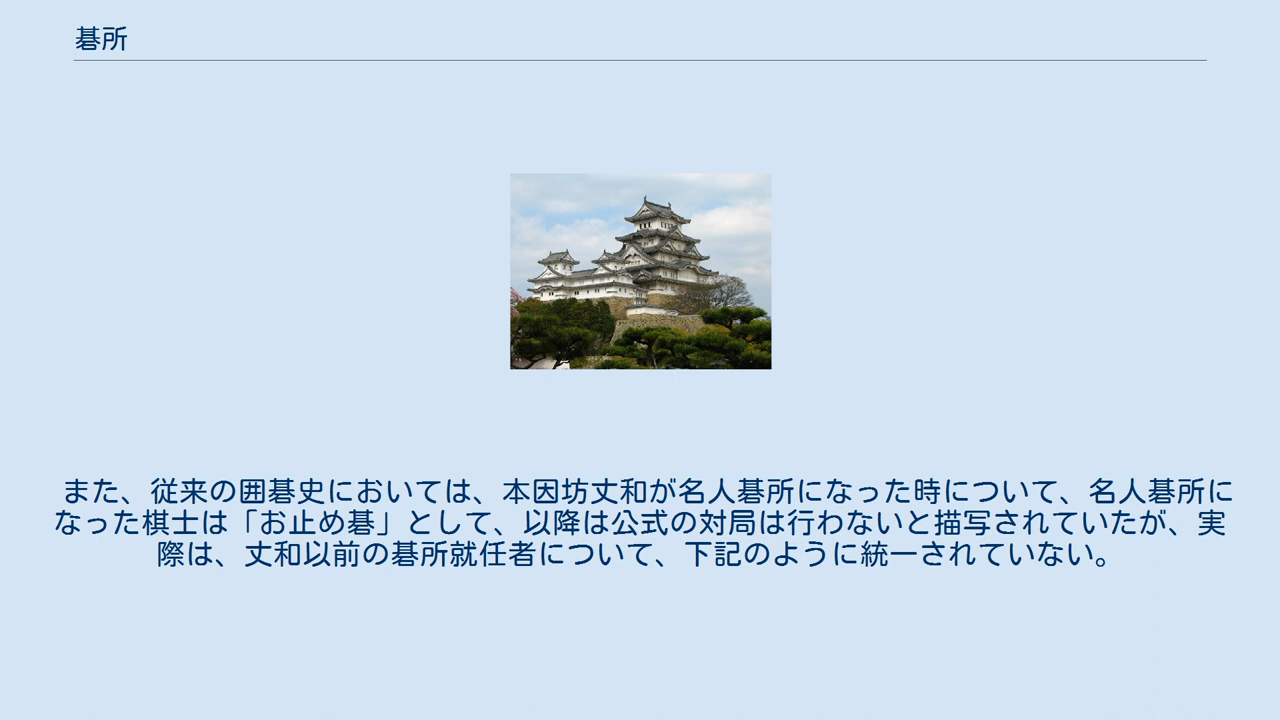 碁所
また、従来の囲碁史においては、本因坊丈和が名人碁所になった時について、名人碁所に
なった棋士は「お止め碁」として、以降は公式の対局は行わないと描写されていたが、実
際は、丈和以前の碁所就任者について、下記のように統一されていない。